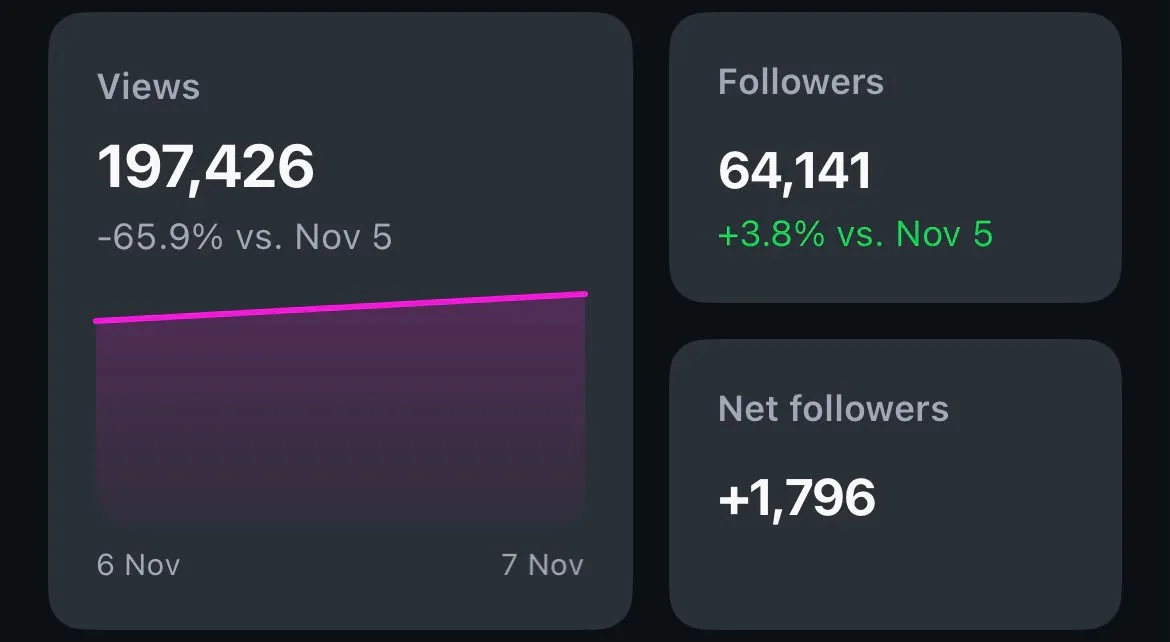 Views
197,426
-65.9% vs. Nov 5
6 Nov
7 Nov
Followers
64,141
+3.8% vs. Nov 5
Net followers
+1,796